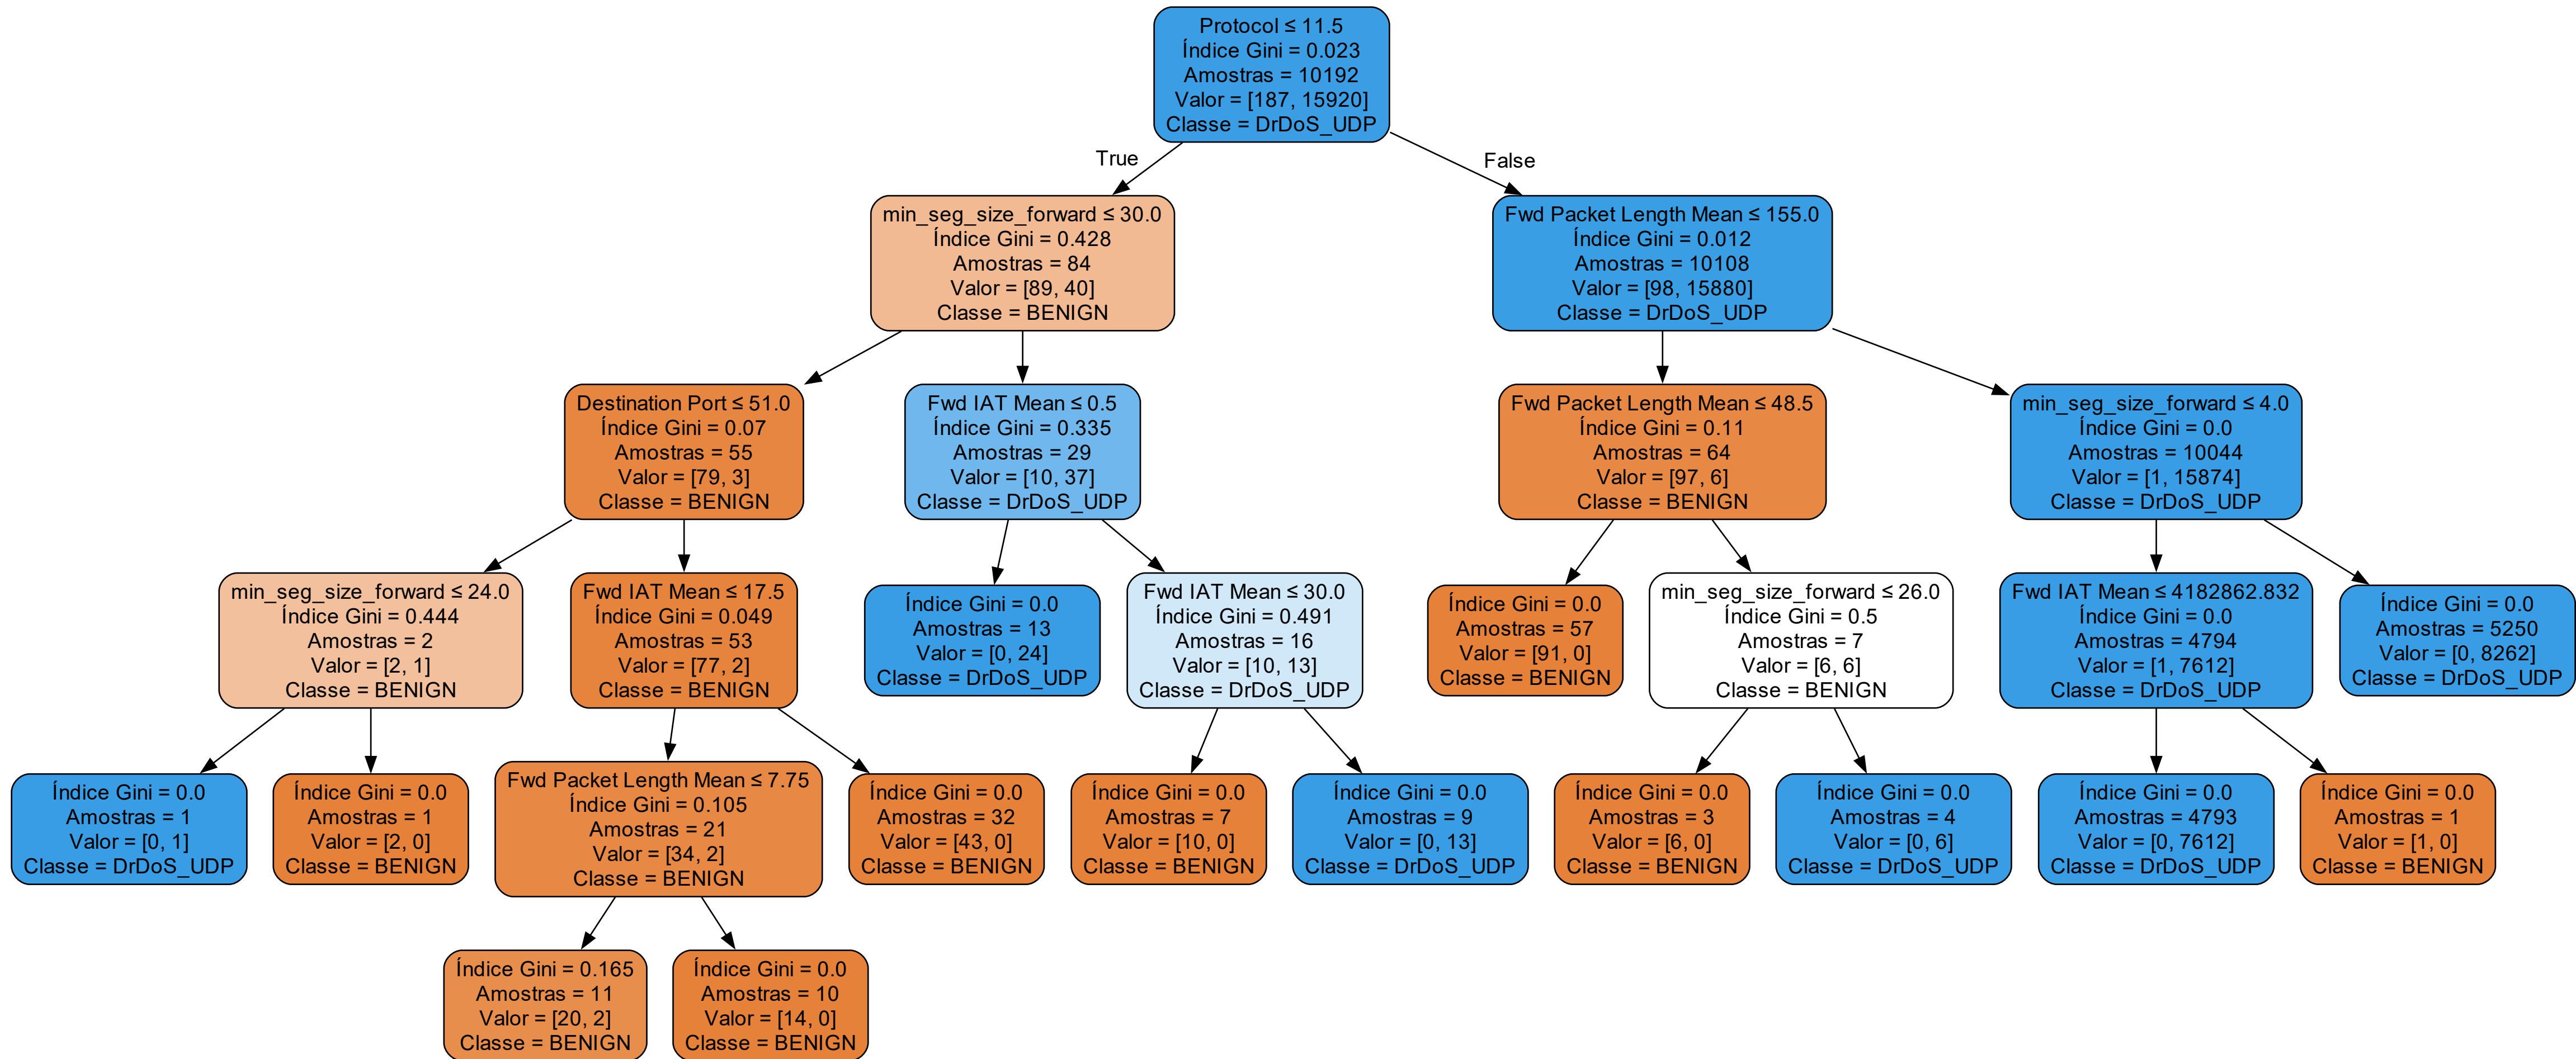 Protocol ≤ 11.5
Índice Gini = 0.023
Amostras = 10192
Valor = [187, 15920]
Classe = DrDoS_UDP
True
False
min_seg_size_forward ≤ 30.0
Índice Gini = 0.428
Amostras = 84
Valor = [89, 40]
Classe = BENIGN
Fwd Packet Length Mean ≤ 155.0
Índice Gini = 0.012
Amostras = 10108
Valor = [98, 15880]
Classe = DrDoS_UDP
Destination Port ≤ 51.0
Índice Gini = 0.07
Amostras = 55
Valor = [79, 3]
Classe = BENIGN
Fwd IAT Mean ≤ 0.5
Índice Gini = 0.335
Amostras = 29
Valor = [10, 37]
Classe = DrDoS_UDP
Fwd Packet Length Mean ≤ 48.5
Índice Gini = 0.11
Amostras = 64
Valor = [97, 6]
Classe = BENIGN
min_seg_size_forward ≤ 4.0
Índice Gini = 0.0
Amostras = 10044
Valor = [1, 15874]
Classe = DrDoS_UDP
min_seg_size_forward ≤ 24.0
Índice Gini = 0.444
Amostras = 2
Valor = [2, 1]
Classe = BENIGN
Fwd IAT Mean ≤ 17.5
Índice Gini = 0.049
Amostras = 53
Valor = [77, 2]
Classe = BENIGN
Índice Gini = 0.0
Amostras = 13
Valor = [0, 24]
Classe = DrDoS_UDP
Fwd IAT Mean ≤ 30.0
Índice Gini = 0.491
Amostras = 16
Valor = [10, 13]
Classe = DrDoS_UDP
Índice Gini = 0.0
Amostras = 57
Valor = [91, 0]
Classe = BENIGN
min_seg_size_forward ≤ 26.0
Índice Gini = 0.5
Amostras = 7
Valor = [6, 6]
Classe = BENIGN
Fwd IAT Mean ≤ 4182862.832
Índice Gini = 0.0
Amostras = 4794
Valor = [1, 7612]
Classe = DrDoS_UDP
Índice Gini = 0.0
Amostras = 5250
Valor = [0, 8262]
Classe = DrDoS_UDP
Índice Gini = 0.0
Amostras = 1
Valor = [0, 1]
Classe = DrDoS_UDP
Índice Gini = 0.0
Amostras = 1
Valor = [2, 0]
Classe = BENIGN
Fwd Packet Length Mean ≤ 7.75
Índice Gini = 0.105
Amostras = 21
Valor = [34, 2]
Classe = BENIGN
Índice Gini = 0.0
Amostras = 32
Valor = [43, 0]
Classe = BENIGN
Índice Gini = 0.0
Amostras = 7
Valor = [10, 0]
Classe = BENIGN
Índice Gini = 0.0
Amostras = 9
Valor = [0, 13]
Classe = DrDoS_UDP
Índice Gini = 0.0
Amostras = 3
Valor = [6, 0]
Classe = BENIGN
Índice Gini = 0.0
Amostras = 4
Valor = [0, 6]
Classe = DrDoS_UDP
Índice Gini = 0.0
Amostras = 4793
Valor = [0, 7612]
Classe = DrDoS_UDP
Índice Gini = 0.0
Amostras = 1
Valor = [1, 0]
Classe = BENIGN
Índice Gini = 0.165
Amostras = 11
Valor = [20, 2]
Classe = BENIGN
Índice Gini = 0.0
Amostras = 10
Valor = [14, 0]
Classe = BENIGN